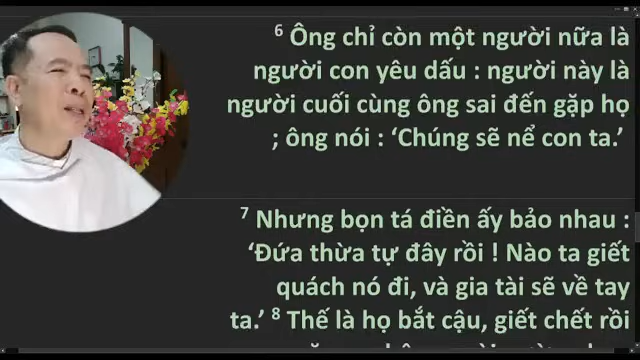 6 Ông chỉ còn một người nữa là
người con yêu dấu : người này là
người cuối cùng ông sai đến gặp họ
; ông nói : ‘Chúng sẽ nể con ta.’
7 Nhưng bọn tá điền ấy bảo nhau :
‘Đứa thừa tự đây rồi ! Nào ta giết
quách nó đi, và gia tài sẽ về tay
ta.’ 8 Thế là họ bắt cậu, giết chết rồi